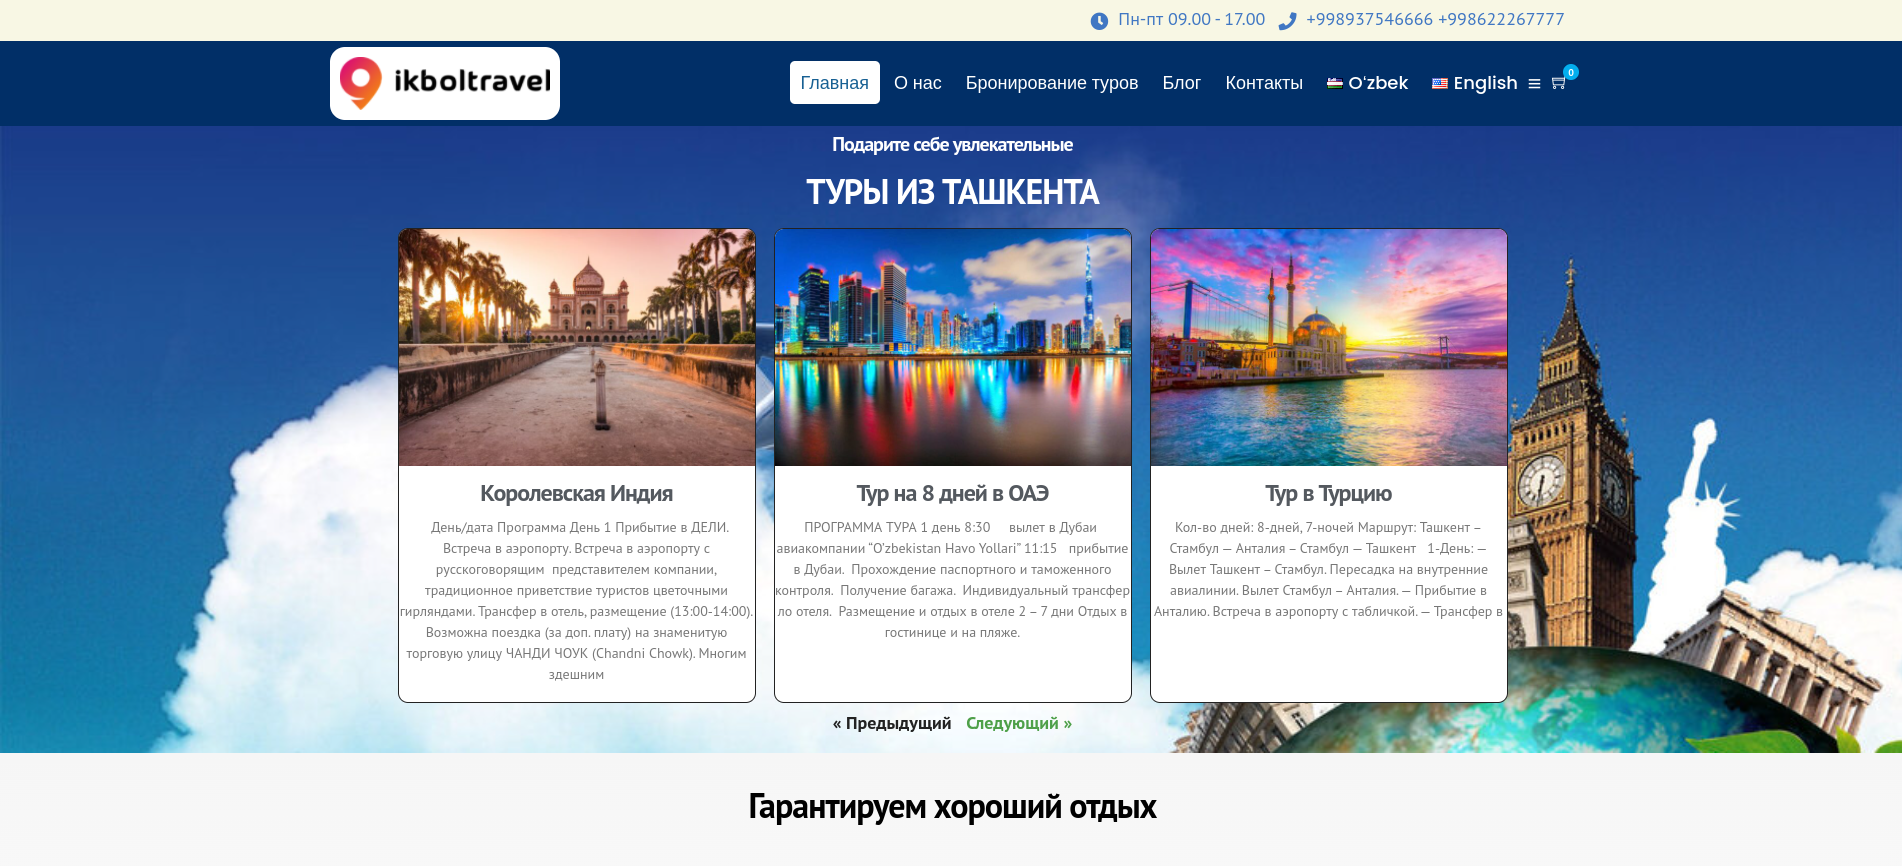 Пн-пт 09.00 - 17.00 +998937546666 +998622267777
ikboltravel
Главная О нас Бронирование туров Блог Контакты Oʻzbek English 0
Подарите себе увлекательные
ТУРЫ ИЗ ТАШКЕНТА
Королевская Индия
День/дата Программа День 1 Прибытие в ДЕЛИ.
Встреча в аэропорту. Встреча в аэропорту с
русскоговорящим представителем компании,
традиционное приветствие туристов цветочными
гирляндами. Трансфер в отель, размещение (13:00-14:00).
Возможна поездка (за доп. плату) на знаменитую
торговую улицу ЧАНДИ ЧОУК (Chandni Chowk). Многим
здешним
Тур на 8 дней в ОАЭ
ПРОГРАММА ТУРА 1 день 8:30 вылет в Дубаи
авиакомпании “O’zbekistan Havo Yollari” 11:15 прибытие
в Дубаи. Прохождение паспортного и таможенного
контроля. Получение багажа. Индивидуальный трансфер
ло отеля. Размещение и отдых в отеле 2 – 7 дни Отдых в
гостинице и на пляже.
Тур в Турцию
Кол-во дней: 8-дней, 7-ночей Маршрут: Ташкент –
Стамбул — Анталия – Стамбул — Ташкент 1-День: —
Вылет Ташкент – Стамбул. Пересадка на внутренние
авиалинии. Вылет Стамбул – Анталия. — Прибытие в
Анталию. Встреча в аэропорту с табличкой. — Трансфер в
« Предыдущий Следующий »
Гарантируем хороший отдых